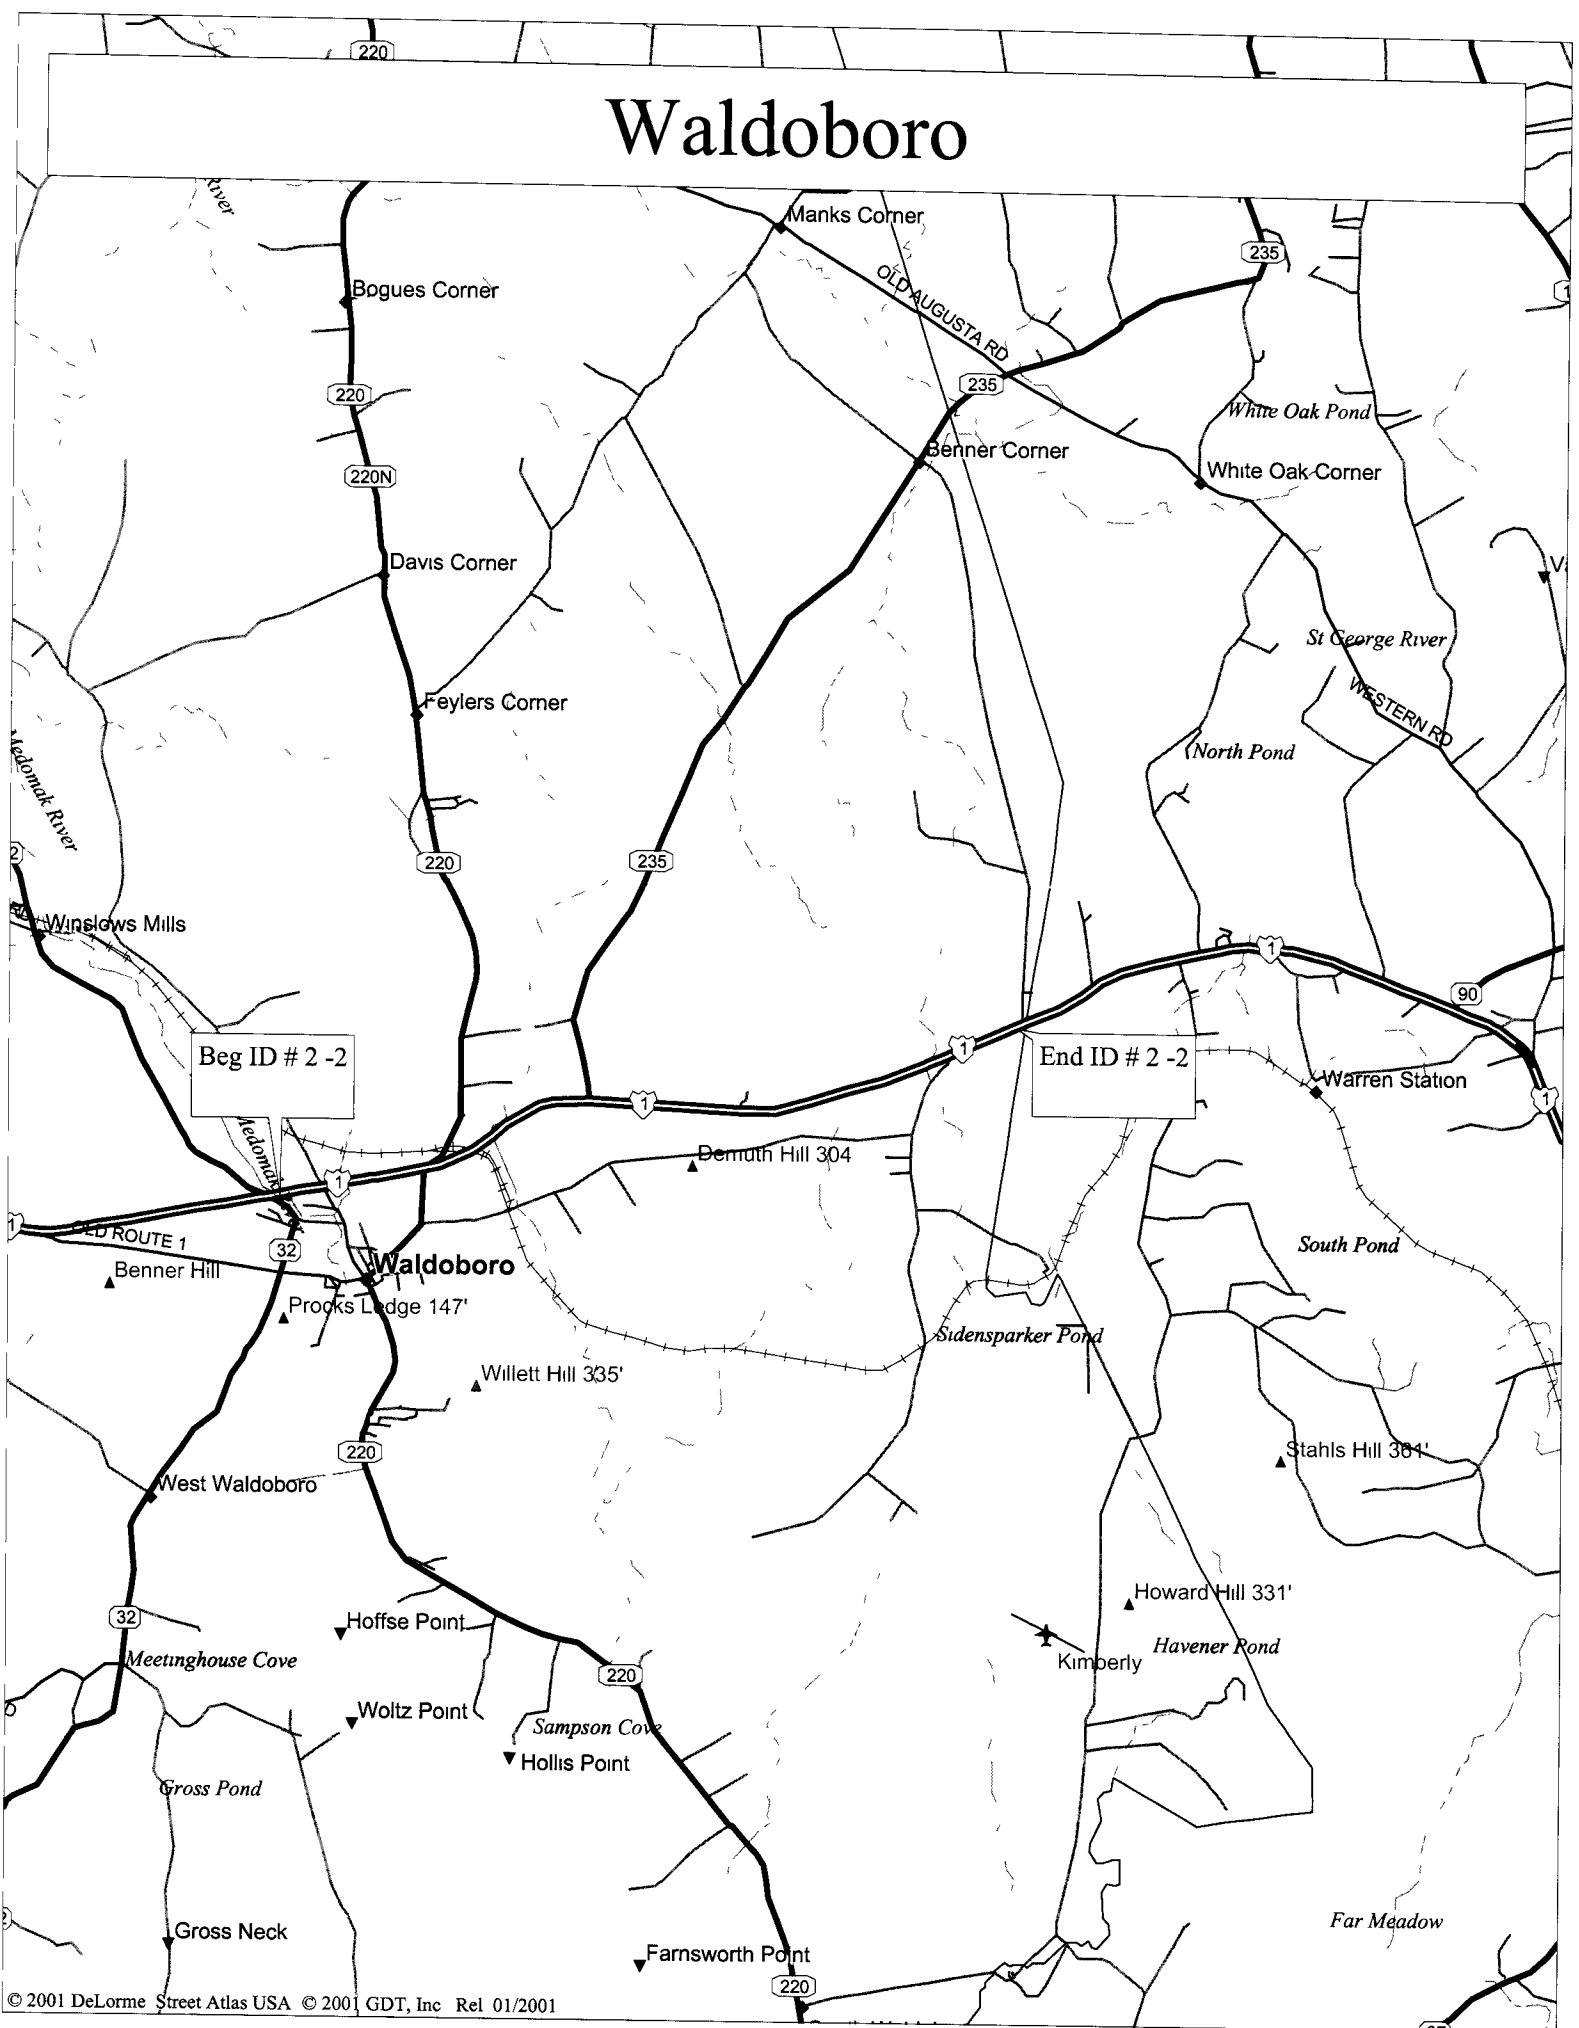 220
Waldoboro
River
Manks Corner
235
OLD AUGUSTA RD
Bogues Corner
1
220
235
White Oak Pond
Benner Corner
220N
White Oak Corner
Davis Corner
St George River
WESTERN RD
Feylers Corner
North Pond
Medomak River
220
235
2
Winslows Mills
1
90
Beg ID # 2 -2
End ID # 2 -2
1
Warren Station
1
1
Medomak
Demuth Hill 304
1
1
OLD ROUTE 1
32
South Pond
Benner Hill
Waldoboro
Procks Ledge 147'
Sidensparker Pond
Willett Hill 335'
220
Stahls Hill 361'
West Waldoboro
Howard Hill 331'
32
Hoffse Point
Havener Pond
Meetinghouse Cove
Kimberly
220
Woltz Point
Sampson Cove
Hollis Point
Gross Pond
Far Meadow
Gross Neck
Farnsworth Point
220
© 2001 DeLorme Street Atlas USA © 2001 GDT, Inc Rel 01/2001